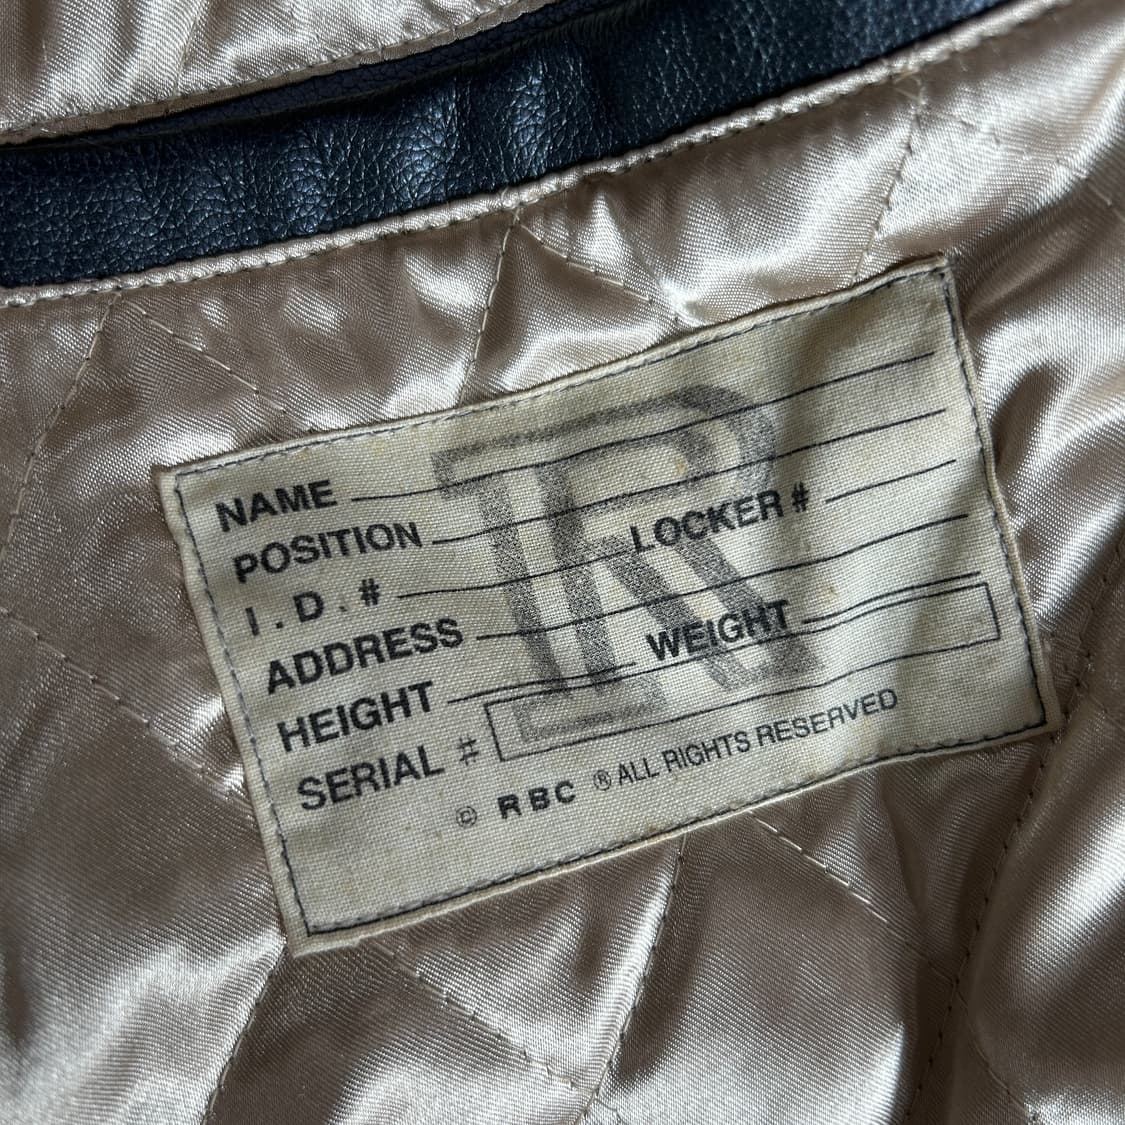 R
NAME
POSITION
I.D.# LOCKER #
ADDRESS
HEIGHT WEIGHT
SERIAL #
© RBC ® ALL RIGHTS RESERVED